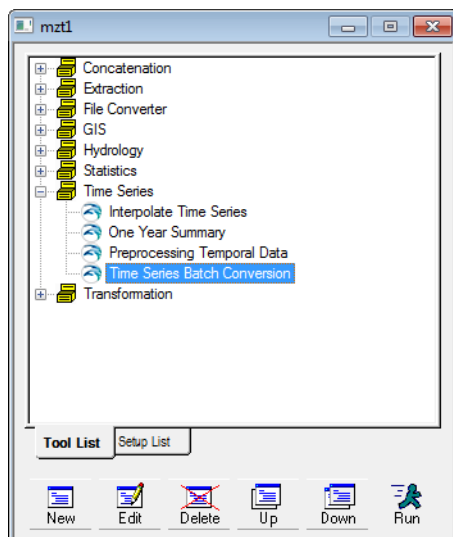 mzt1
Concatenation
Extraction
File Converter
GIS
Hydrology
Statistics
Time Series
Interpolate Time Series
One Year Summary
Preprocessing Temporal Data
Time Series Batch Conversion
Transformation
Tool List Setup List
New Edit Delete Up Down Run